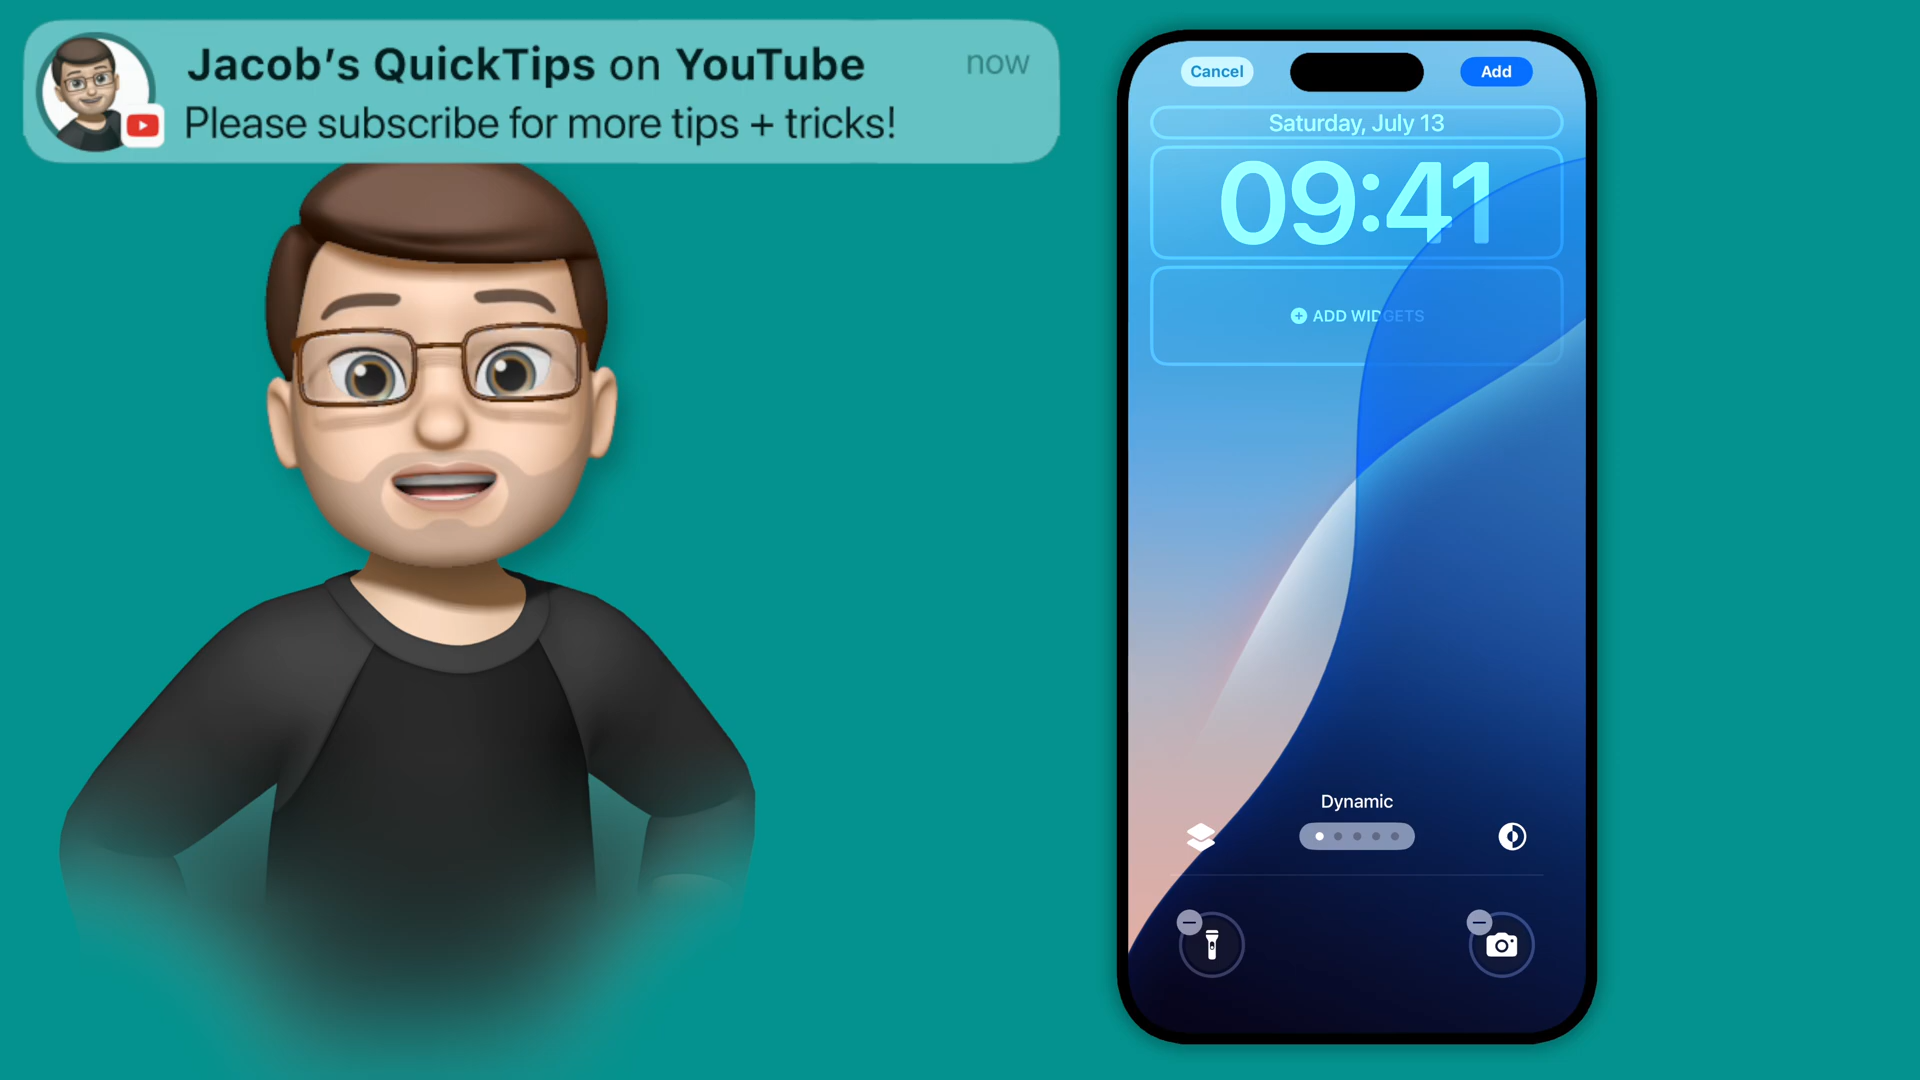 Jacob’s QuickTips on YouTube
now
Please subscribe for more tips + tricks!
Cancel
Add
Saturday, July 13
09:41
ADD WIDGETS
Dynamic